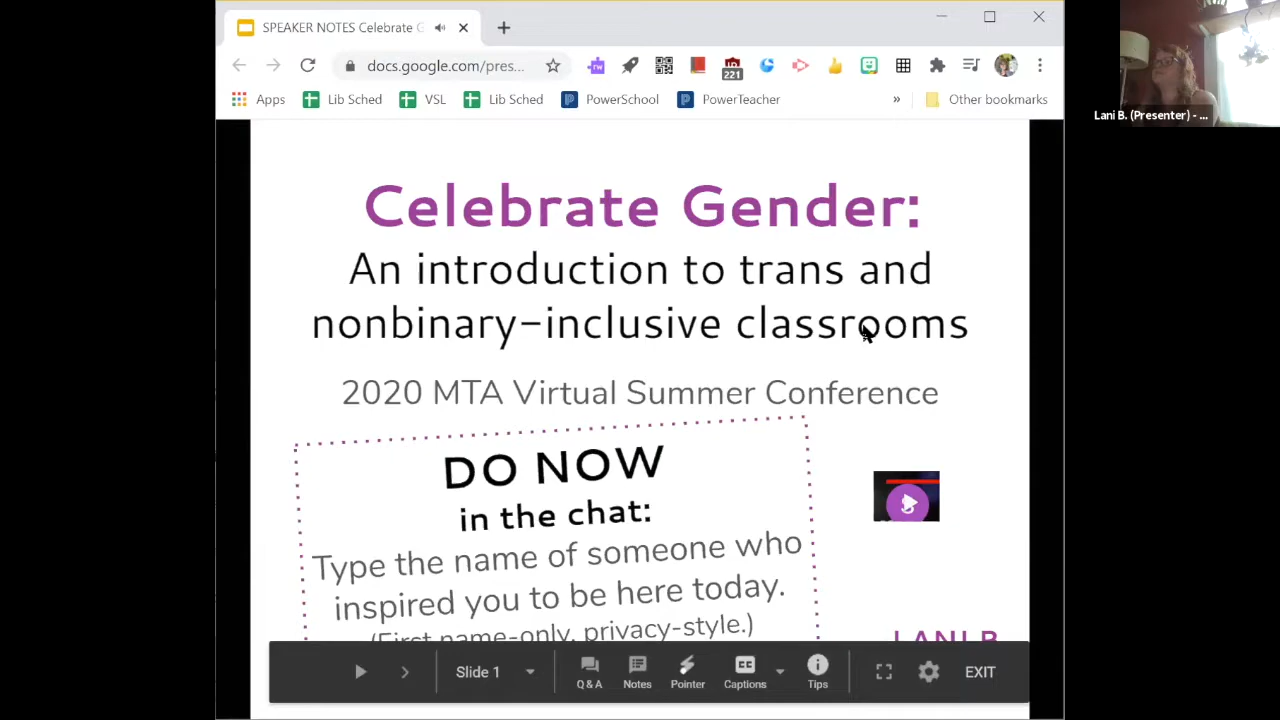 SPEAKER NOTES Celebrate G
docs.google.com/pres...
221
Apps
Lib Sched
VSL
Lib Sched
PowerSchool
PowerTeacher
»
Other bookmarks
Lani B. (Presenter) - ...
Celebrate Gender:
An introduction to trans and
nonbinary-inclusive classrooms
2020 MTA Virtual Summer Conference
DO NOW
in the chat:
Type the name of someone who
inspired you to be here today.
(First name-only, privacy-style.)
LANI B
Slide 1
Q & A
Notes
Pointer
CC
Captions
Tips
EXIT